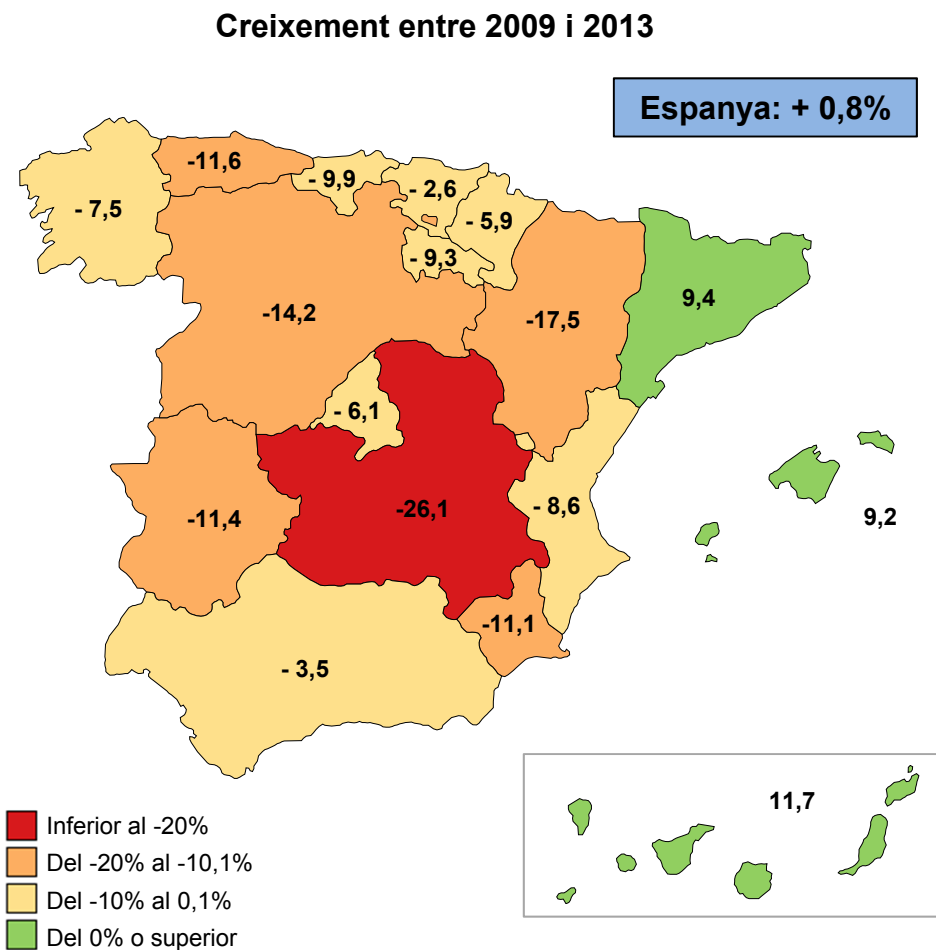 Creixement entre 2009 i 2013
Espanya: + 0,8%
-11,6
- 9,9
- 2,6
- 7,5
- 5,9
- 9,3
-14,2
-17,5
9,4
- 6,1
-26,1
- 8,6
9,2
-11,4
-11,1
- 3,5
11,7
Inferior al -20%
Del -20% al -10,1%
Del -10% al 0,1%
Del 0% o superior